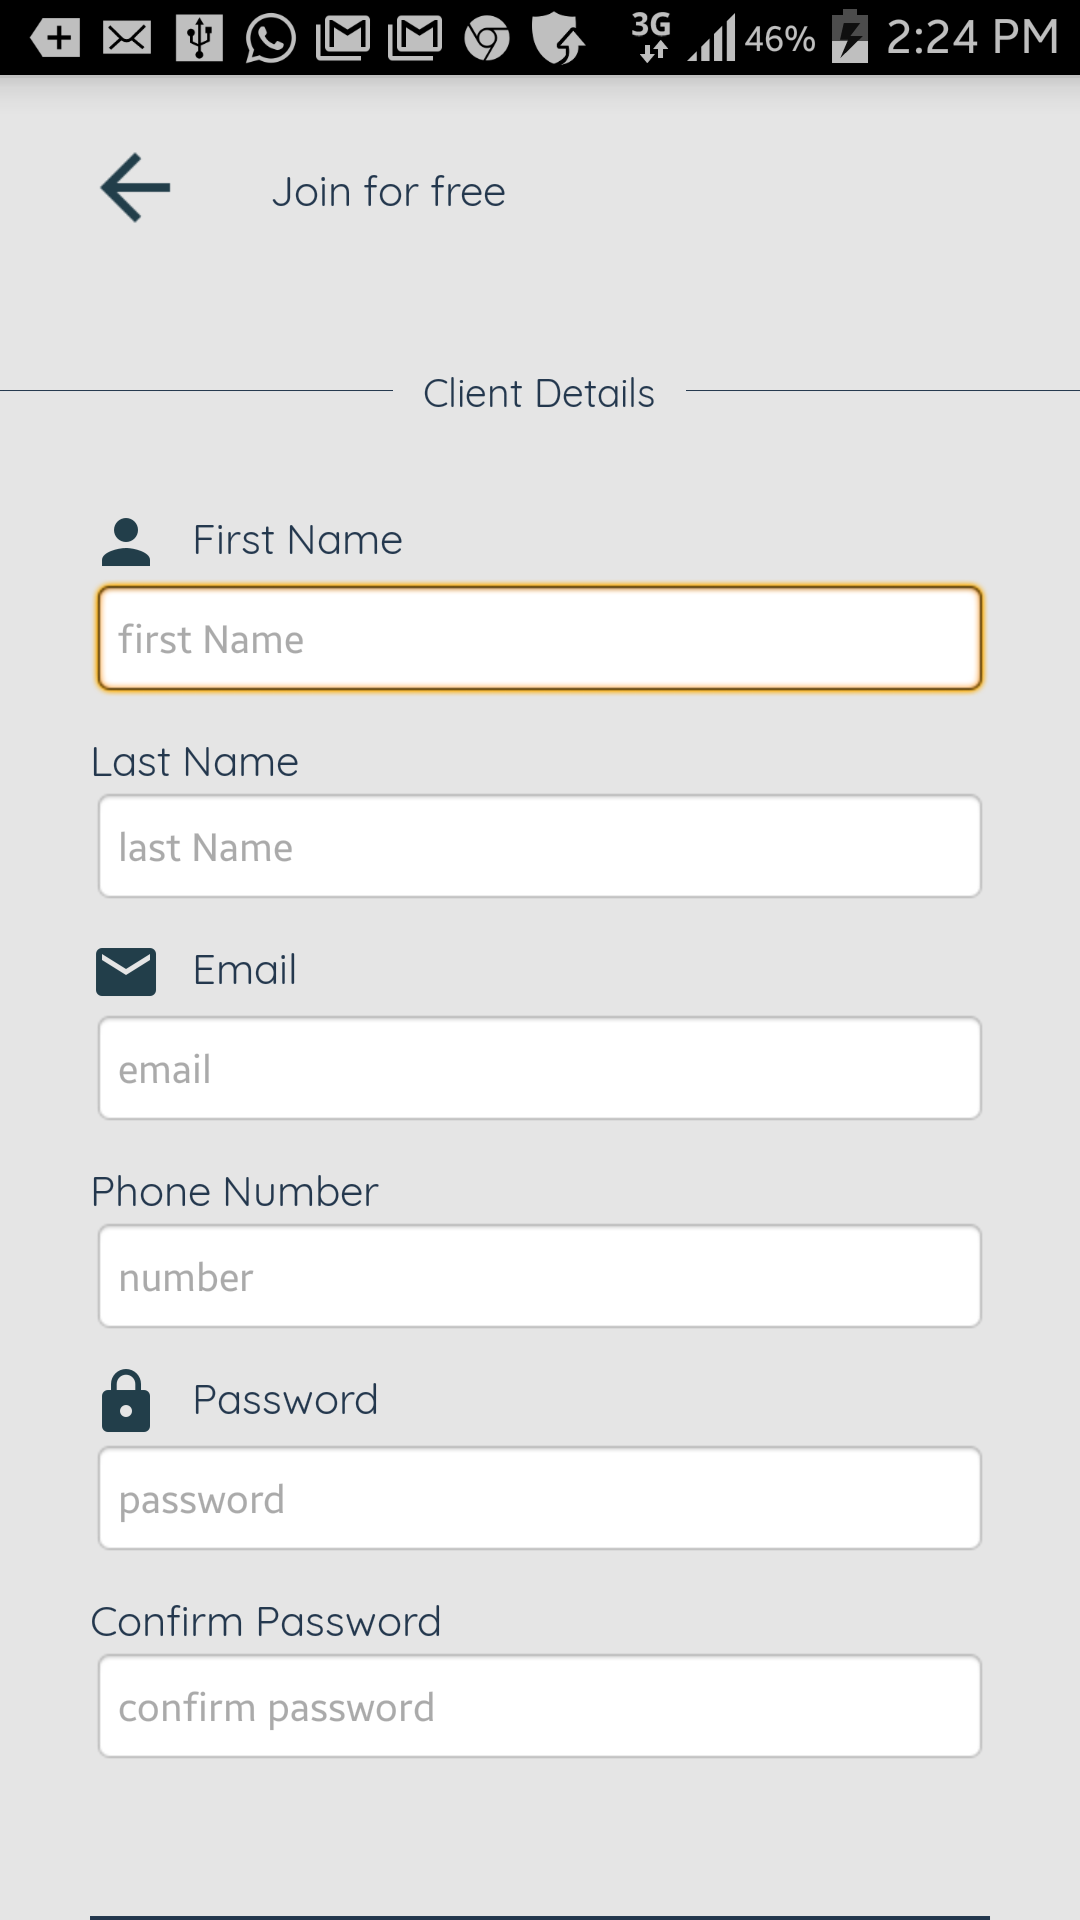 3G 46% 2:24 PM
Join for free
Client Details
First Name
first Name
Last Name
last Name
Email
email
Phone Number
number
Password
password
Confirm Password
confirm password